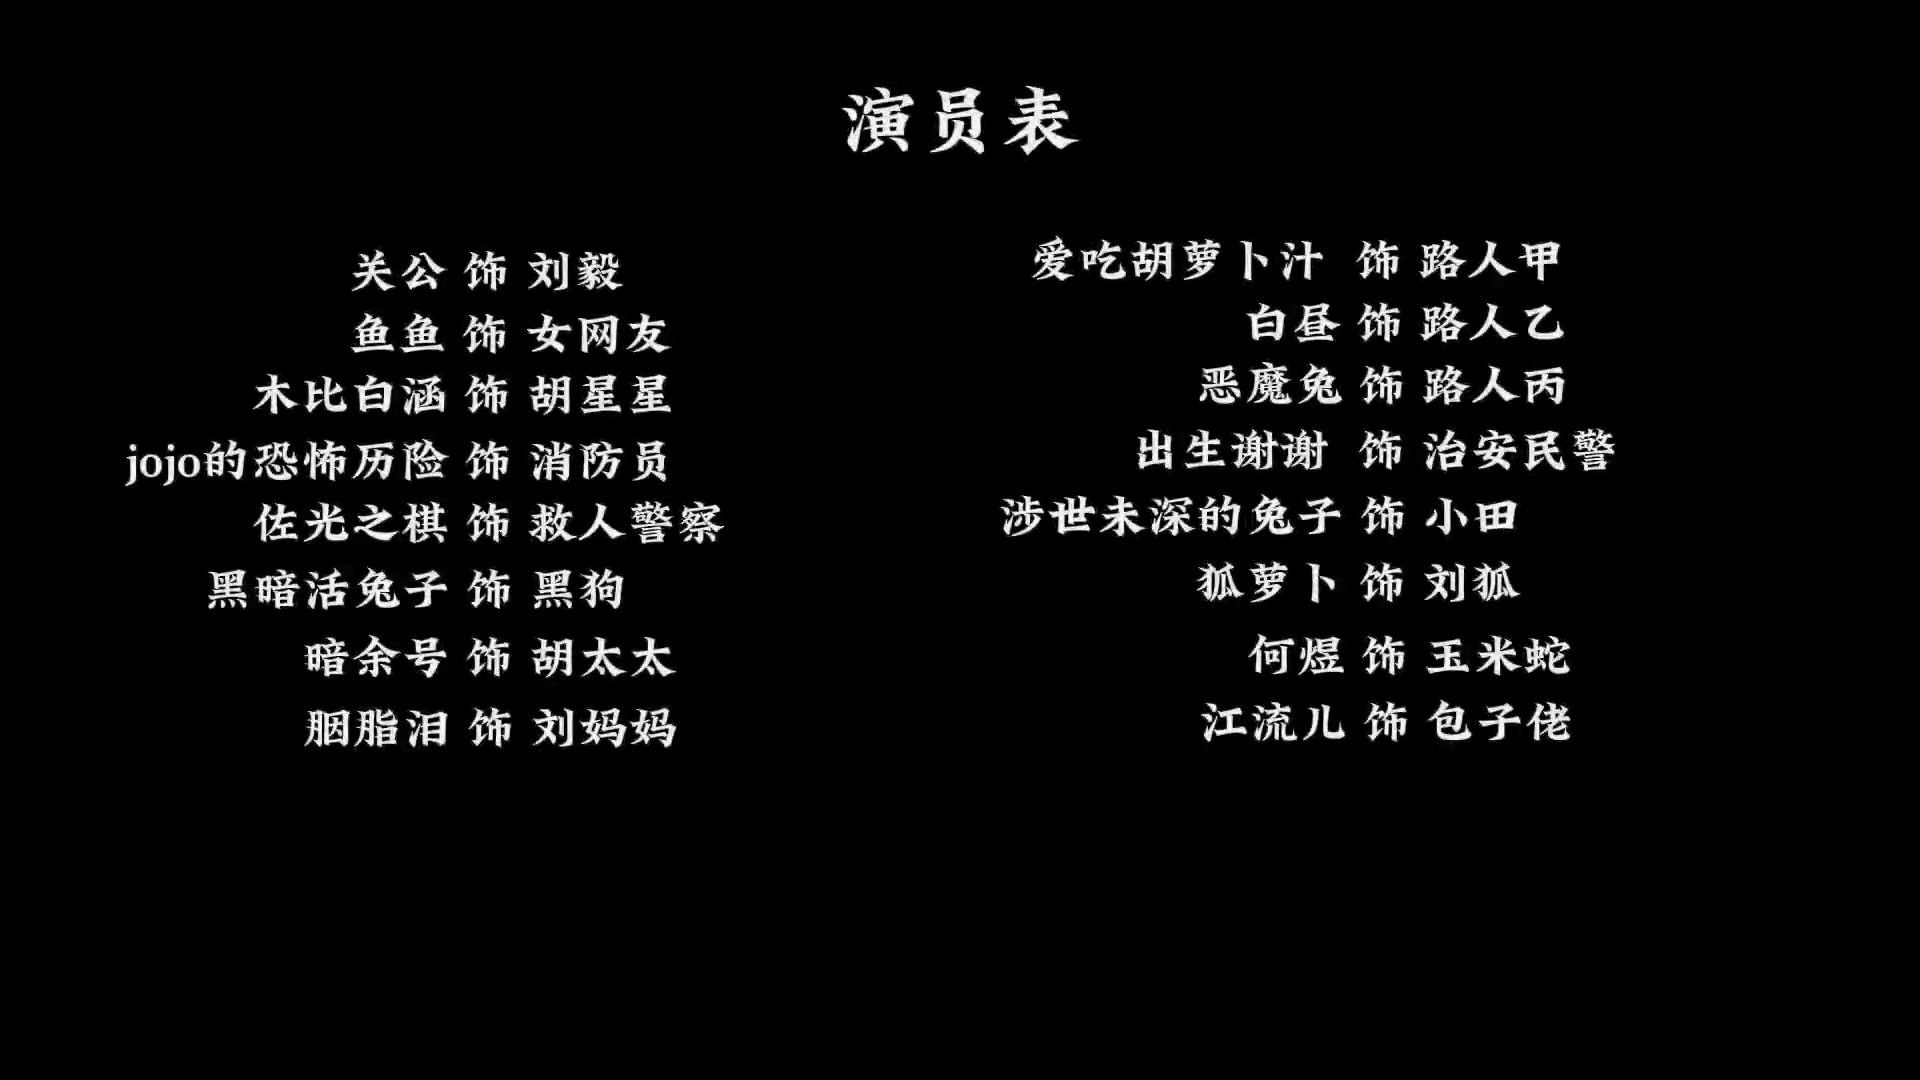 演员表
关公 饰 刘毅
鱼鱼 饰 女网友
木比白涵 饰 胡星星
jojo的恐怖历险 饰 消防员
佐光之棋 饰 救人警察
黑暗活兔子 饰 黑狗
暗余号 饰 胡太太
胭脂泪 饰 刘妈妈
爱吃胡萝卜汁 饰 路人甲
白昼 饰 路人乙
恶魔兔 饰 路人丙
出生谢谢 饰 治安民警
涉世未深的兔子 饰 小田
狐萝卜 饰 刘狐
何煜 饰 玉米蛇
江流儿 饰 包子佬